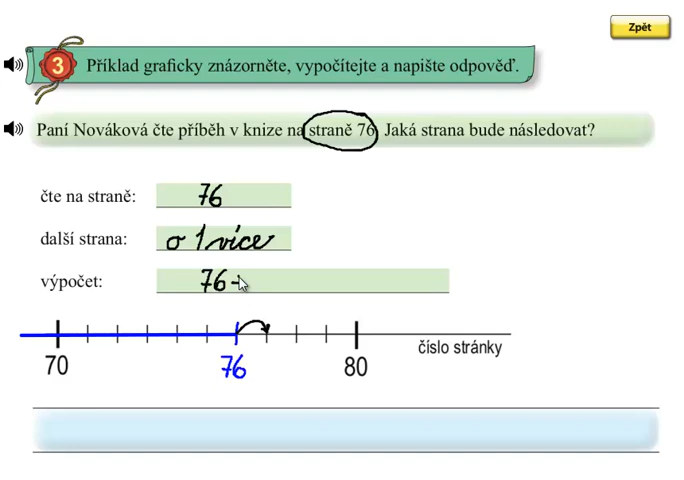 Zpět
3 Příklad graficky znázorněte, vypočítejte a napište odpověď.
Paní Nováková čte příběh v knize na straně 76. Jaká strana bude následovat?
čte na straně: 76
další strana: o 1 více
výpočet: 76-
číslo stránky
70 76 80